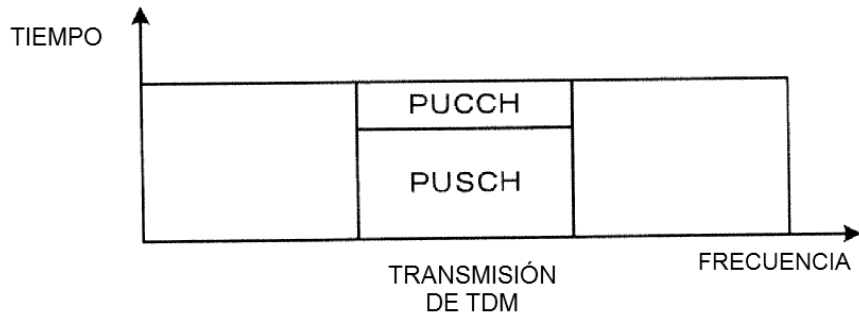 TIEMPO
PUCCH
PUSCH
FRECUENCIA
TRANSMISIÓN
DE TDM